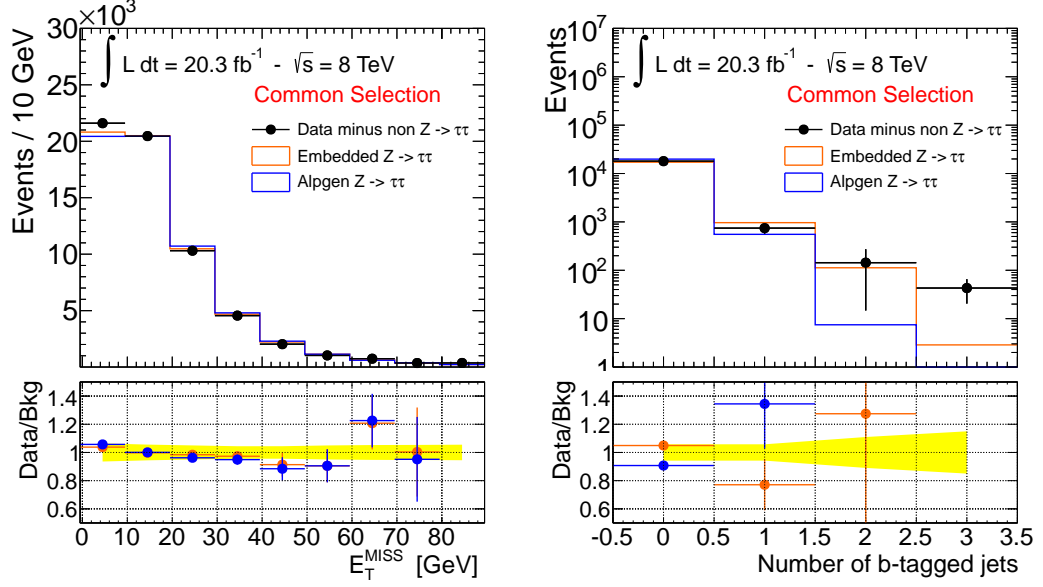 ×10³
30
25
20
15
10
5
Events / 10 GeV
∫ L dt = 20.3 fb⁻¹ - √s = 8 TeV
Common Selection
Data minus non Z -> ττ
Embedded Z -> ττ
Alpgen Z -> ττ
1.4
1.2
1
0.8
0.6
Data/Bkg
0 10 20 30 40 50 60 70 80
E_T^MISS [GeV]
10⁷
10⁶
10⁵
10⁴
10³
10²
10
1
Events
∫ L dt = 20.3 fb⁻¹ - √s = 8 TeV
Common Selection
Data minus non Z -> ττ
Embedded Z -> ττ
Alpgen Z -> ττ
1.4
1.2
1
0.8
0.6
Data/Bkg
-0.5 0 0.5 1 1.5 2 2.5 3 3.5
Number of b-tagged jets